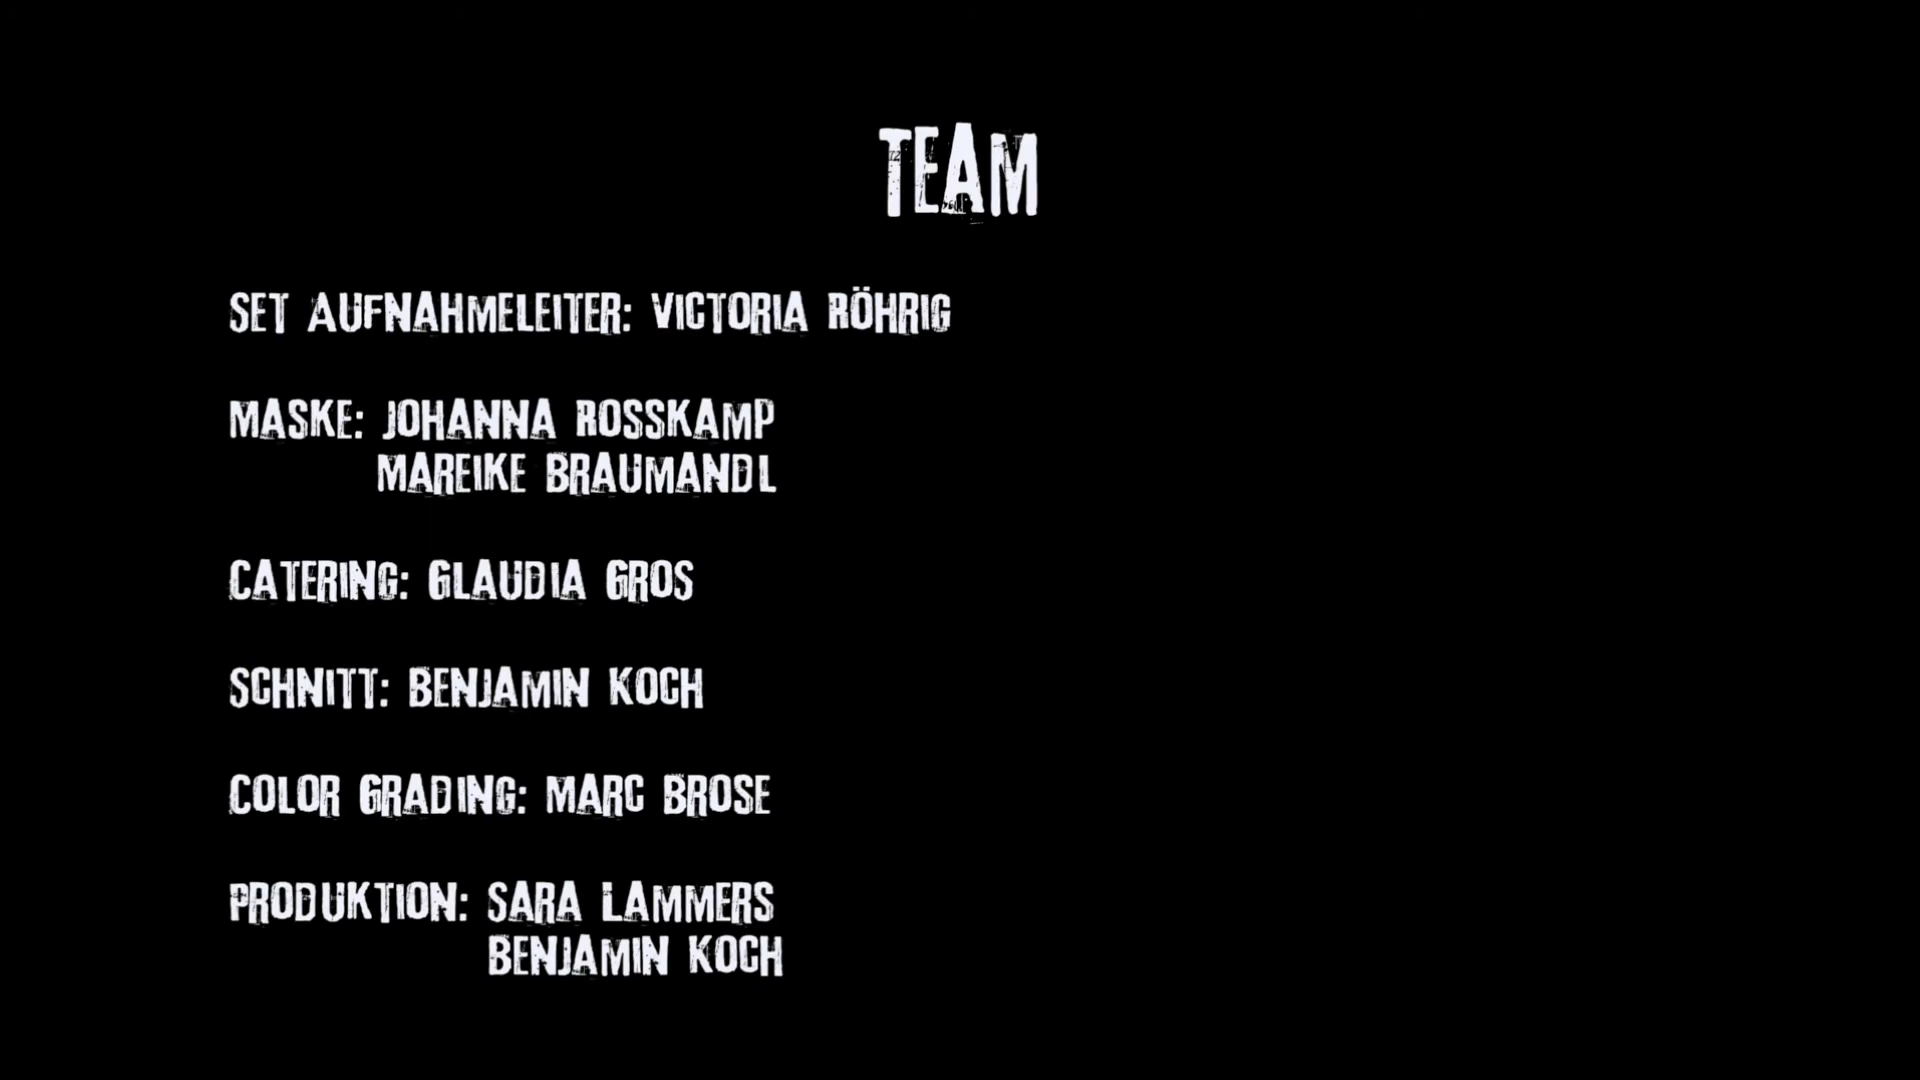 TEAM
SET AUFNAHMELEITER: VICTORIA RÖHRIG
MASKE: JOHANNA ROSSKAMP
MAREIKE BRAUMANDL
CATERING: GLAUDIA GROS
SCHNITT: BENJAMIN KOCH
COLOR GRADING: MARC BROSE
PRODUKTION: SARA LAMMERS
BENJAMIN KOCH